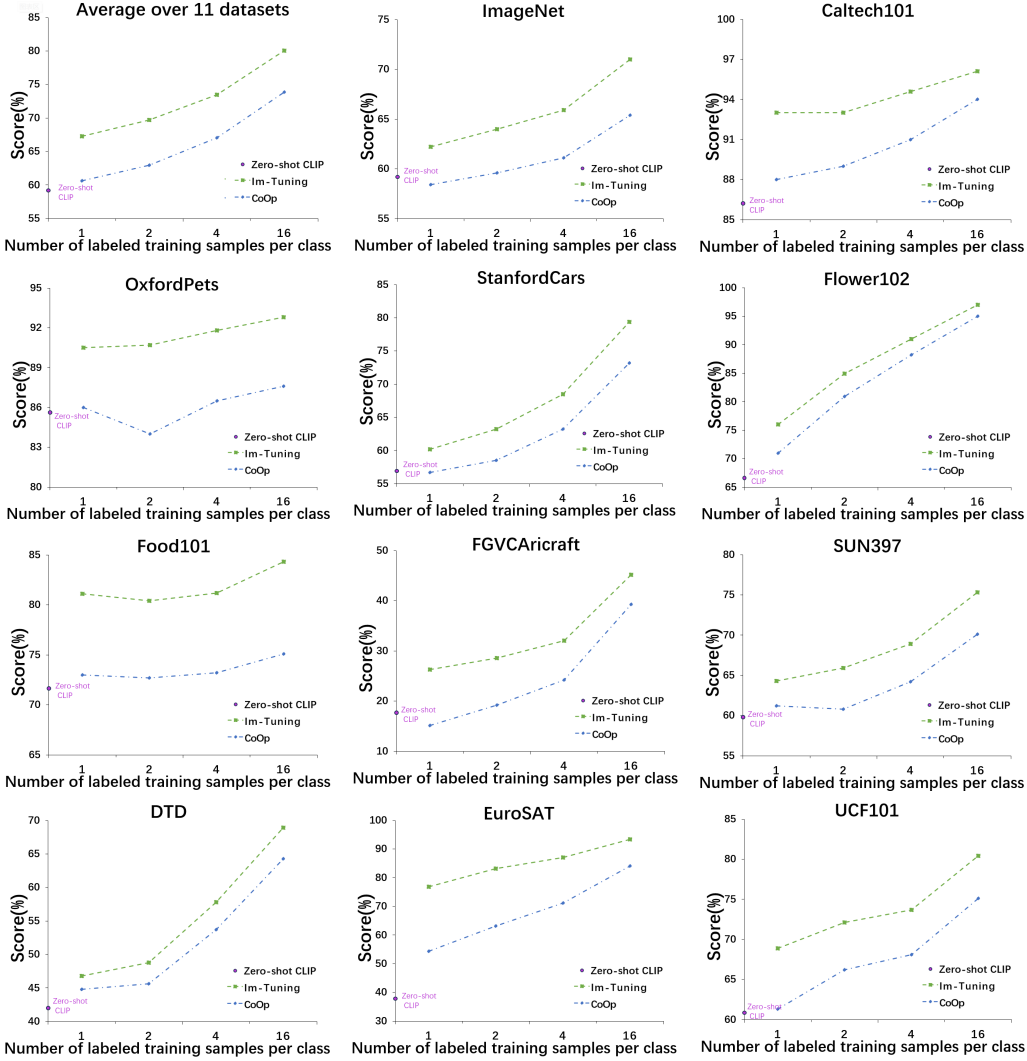 Average over 11 datasets
85
80
75
70
65
60
55
Score(%)
Zero-shot
CLIP
Zero-shot CLIP
Im-Tuning
CoOp
1 2 4 16
Number of labeled training samples per class
ImageNet
75
70
65
60
55
Score(%)
Zero-shot
CLIP
Zero-shot CLIP
Im-Tuning
CoOp
1 2 4 16
Number of labeled training samples per class
Caltech101
100
97
94
91
88
85
Score(%)
Zero-shot
CLIP
Zero-shot CLIP
Im-Tuning
CoOp
1 2 4 16
Number of labeled training samples per class
OxfordPets
95
92
89
86
83
80
Score(%)
Zero-shot
CLIP
Zero-shot CLIP
Im-Tuning
CoOp
1 2 4 16
Number of labeled training samples per class
StanfordCars
85
80
75
70
65
60
55
Score(%)
Zero-shot
CLIP
Zero-shot CLIP
Im-Tuning
CoOp
1 2 4 16
Number of labeled training samples per class
Flower102
100
95
90
85
80
75
70
65
Score(%)
Zero-shot
CLIP
Zero-shot CLIP
Im-Tuning
CoOp
1 2 4 16
Number of labeled training samples per class
Food101
85
80
75
70
65
Score(%)
Zero-shot
CLIP
Zero-shot CLIP
Im-Tuning
CoOp
1 2 4 16
Number of labeled training samples per class
FGVCAricraft
50
40
30
20
10
Score(%)
Zero-shot
CLIP
Zero-shot CLIP
Im-Tuning
CoOp
1 2 4 16
Number of labeled training samples per class
SUN397
80
75
70
65
60
55
Score(%)
Zero-shot
CLIP
Zero-shot CLIP
Im-Tuning
CoOp
1 2 4 16
Number of labeled training samples per class
DTD
70
65
60
55
50
45
40
Score(%)
Zero-shot
CLIP
Zero-shot CLIP
Im-Tuning
CoOp
1 2 4 16
Number of labeled training samples per class
EuroSAT
100
90
80
70
60
50
40
30
Score(%)
Zero-shot
CLIP
Zero-shot CLIP
Im-Tuning
CoOp
1 2 4 16
Number of labeled training samples per class
UCF101
85
80
75
70
65
60
Score(%)
Zero-shot
CLIP
Zero-shot CLIP
Im-Tuning
CoOp
1 2 4 16
Number of labeled training samples per class